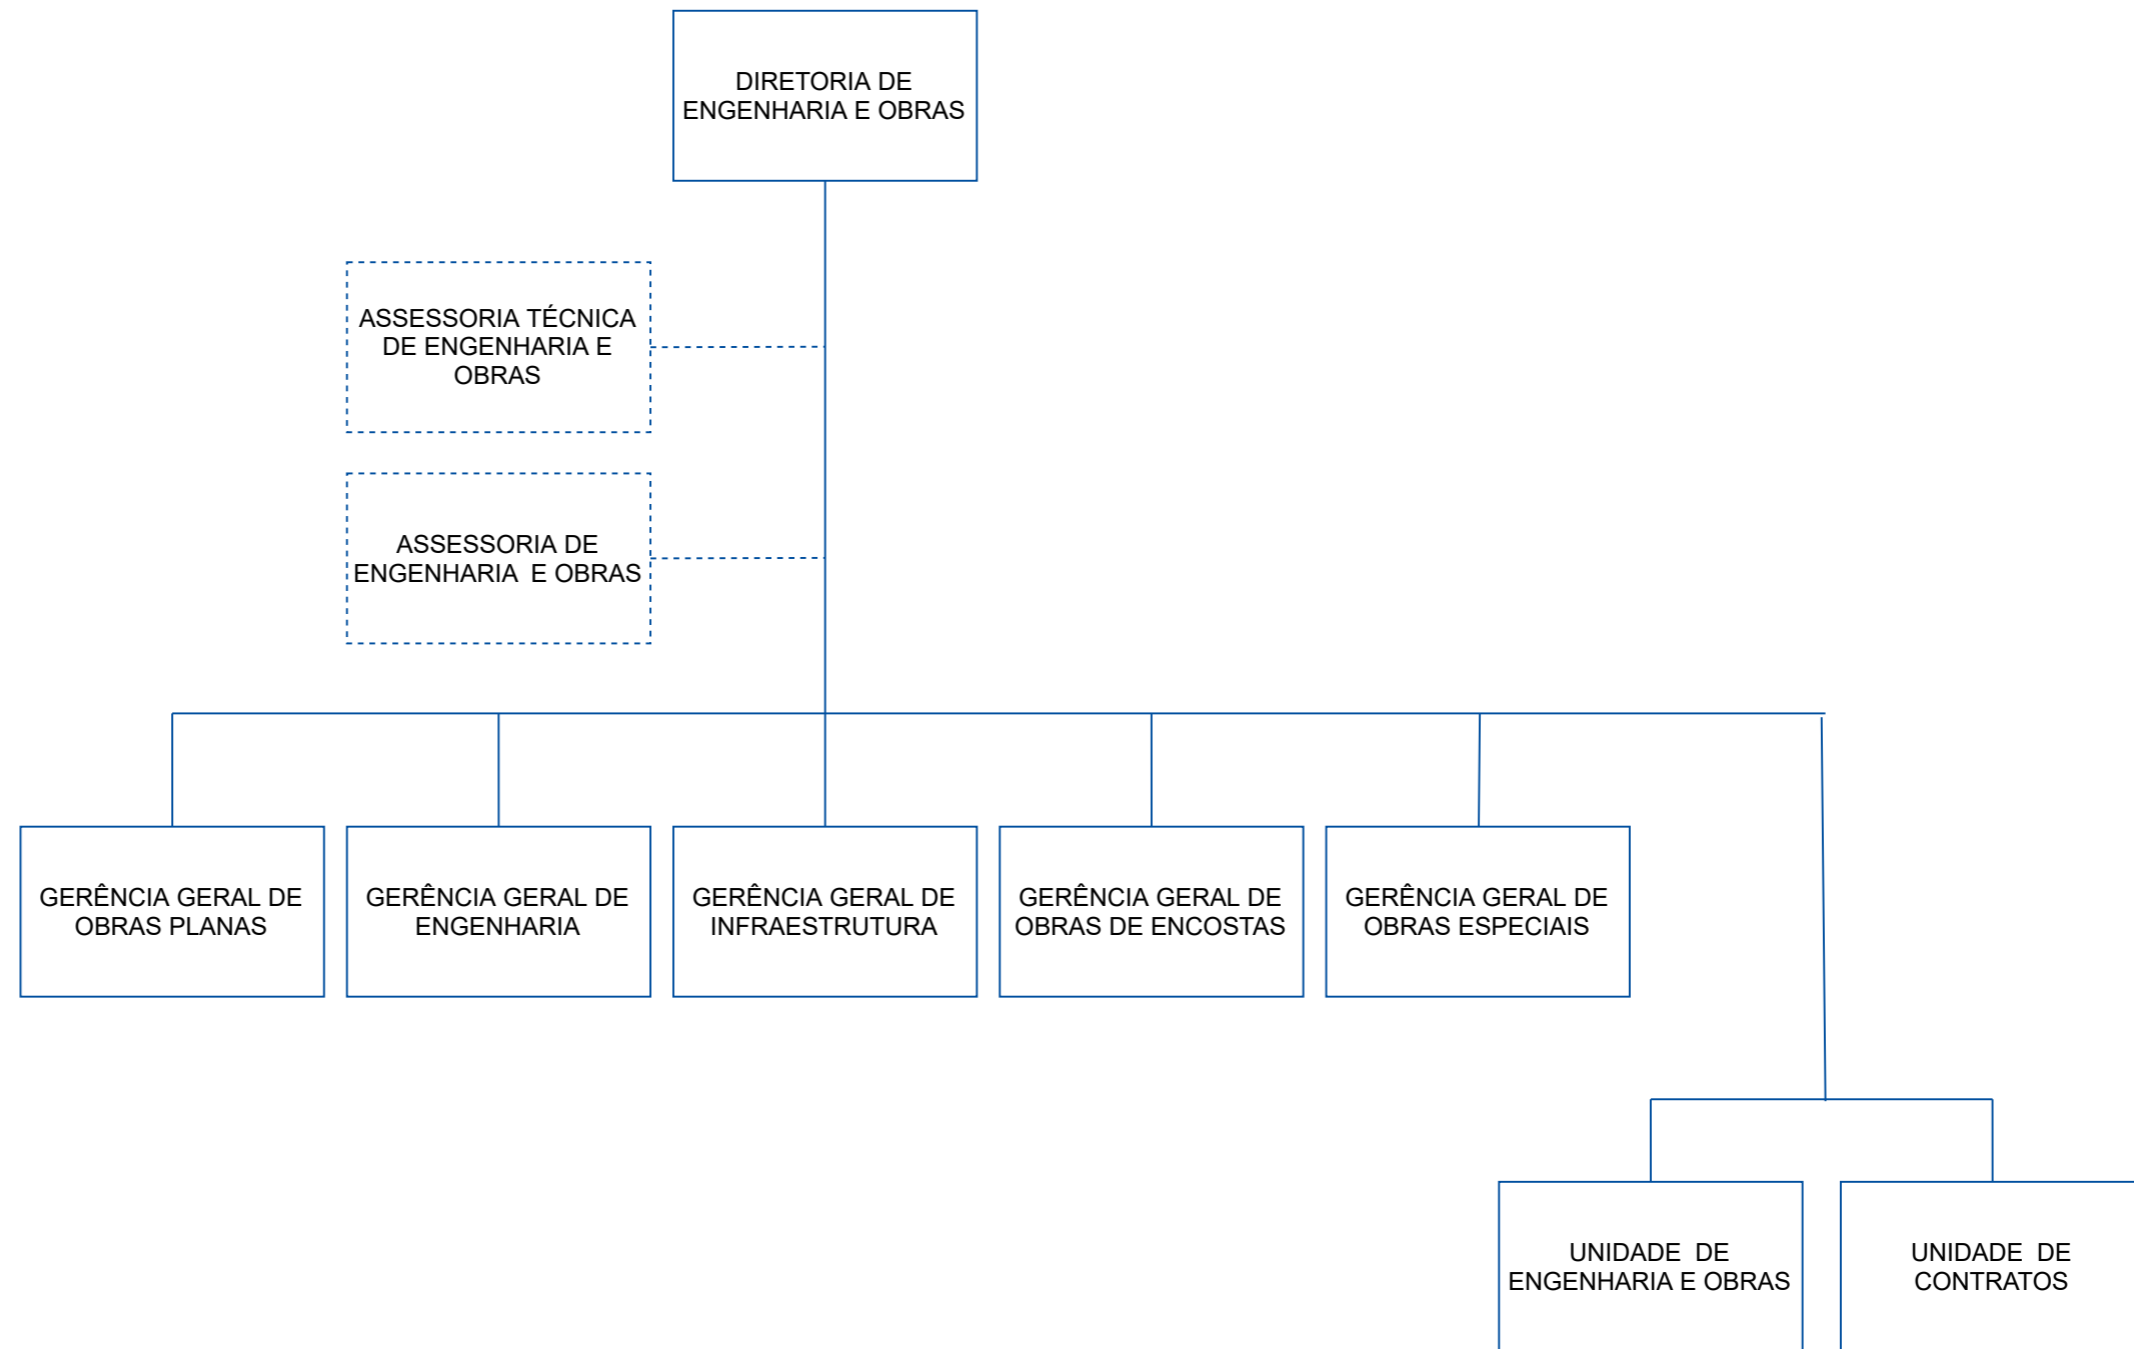 DIRETORIA DE
ENGENHARIA E OBRAS
ASSESSORIA TÉCNICA
DE ENGENHARIA E
OBRAS
ASSESSORIA DE
ENGENHARIA  E OBRAS
GERÊNCIA GERAL DE
OBRAS PLANAS
GERÊNCIA GERAL DE
ENGENHARIA
GERÊNCIA GERAL DE
INFRAESTRUTURA
GERÊNCIA GERAL DE
OBRAS DE ENCOSTAS
GERÊNCIA GERAL DE
OBRAS ESPECIAIS
UNIDADE  DE
ENGENHARIA E OBRAS
UNIDADE  DE
CONTRATOS